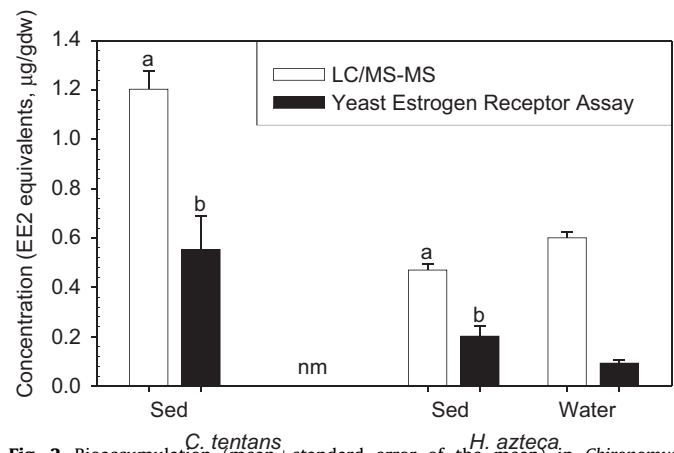 1.4
1.2
1.0
0.8
0.6
0.4
0.2
0.0
Concentration (EE2 equivalents, µg/gdw)
LC/MS-MS
Yeast Estrogen Receptor Assay
a
b
nm
a
b
Sed
Sed
Water
C. tentans
H. azteca
Fig. 2. Bioaccumulation (mean+standard error of the mean) in Chironomus